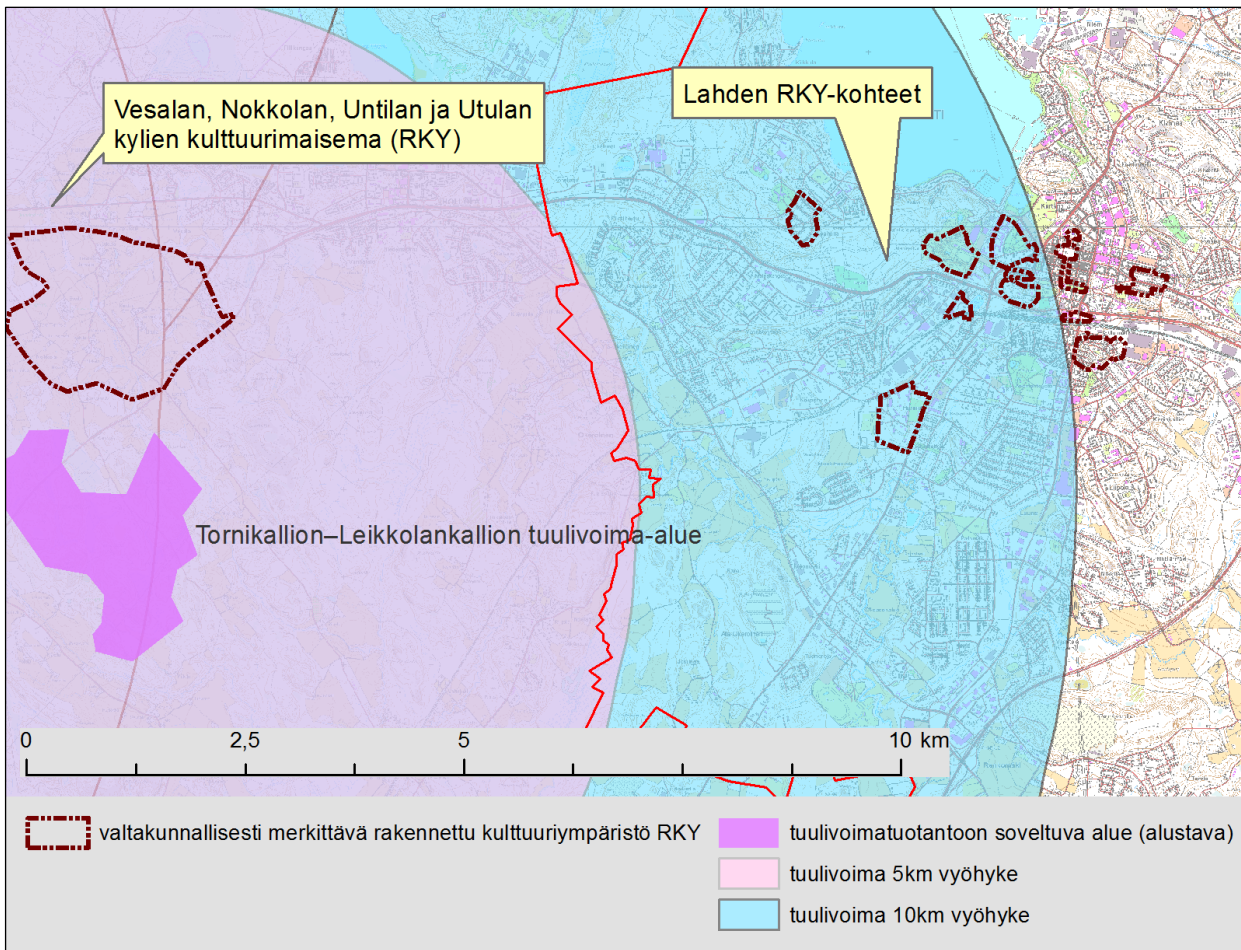 Vesalan, Nokkolan, Untilan ja Utulan
kylien kulttuurimaisema (RKY)
Lahden RKY-kohteet
Tornikallion–Leikkolankallion tuulivoima-alue
0 2,5 5 10 km
valtakunnallisesti merkittävä rakennettu kulttuuriympäristö RKY
tuulivoimatuotantoon soveltuva alue (alustava)
tuulivoima 5km vyöhyke
tuulivoima 10km vyöhyke